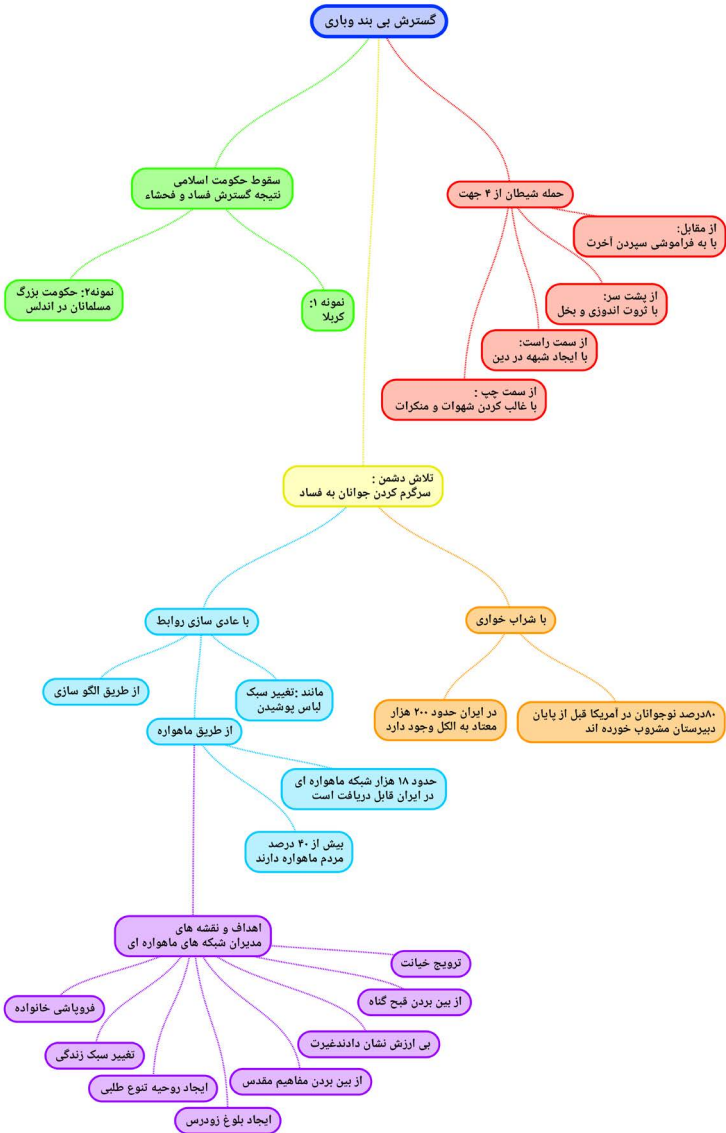 گسترش بی بند وباری
حمله شیطان از ۴ جهت
از مقابل:
با به فراموشی سپردن آخرت
از پشت سر:
با ثروت اندوزی و بخل
از سمت راست:
با ایجاد شبهه در دین
از سمت چپ :
با غالب کردن شهوات و منکرات
سقوط حکومت اسلامی
نتیجه گسترش فساد و فحشاء
نمونه ۱:
کربلا
نمونه۲: حکومت بزرگ
مسلمانان در اندلس
تلاش دشمن :
سرگرم کردن جوانان به فساد
با شراب خواری
۸۰درصد نوجوانان در آمریکا قبل از پایان
دبیرستان مشروب خورده اند
در ایران حدود ۲۰۰ هزار
معتاد به الکل وجود دارد
با عادی سازی روابط
مانند :تغییر سبک
لباس پوشیدن
از طریق الگو سازی
از طریق ماهواره
حدود ۱۸ هزار شبکه ماهواره ای
در ایران قابل دریافت است
بیش از ۴۰ درصد
مردم ماهواره دارند
اهداف و نقشه های
مدیران شبکه های ماهواره ای
ترویج خیانت
از بین بردن قبح گناه
بی ارزش نشان دادندغیرت
از بین بردن مفاهیم مقدس
ایجاد بلوغ زودرس
ایجاد روحیه تنوع طلبی
تغییر سبک زندگی
فروپاشی خانواده